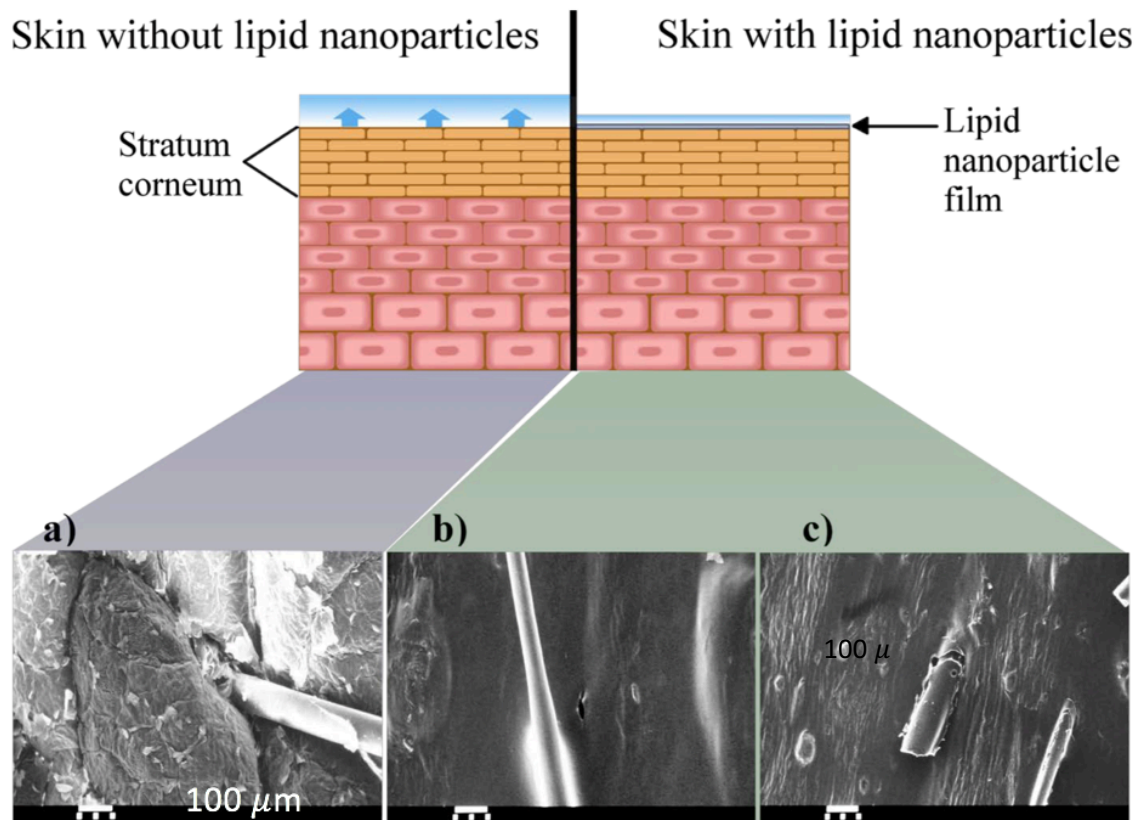 Skin without lipid nanoparticles
Skin with lipid nanoparticles
Stratum
corneum
Lipid
nanoparticle
film
a)
b)
c)
100 μm
100 μ